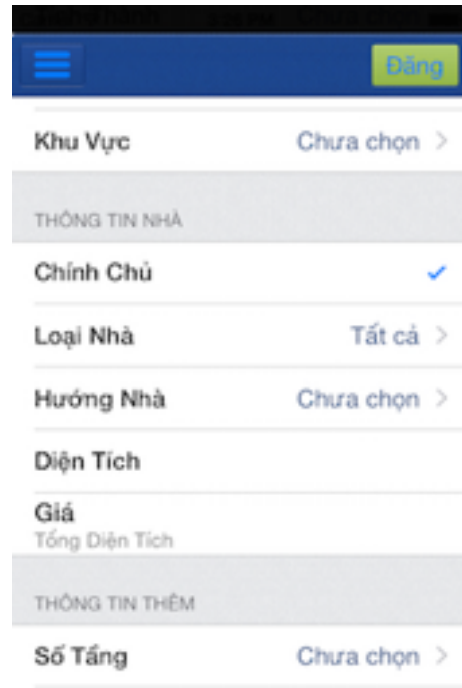 Đăng
Khu Vực Chưa chọn >
THÔNG TIN NHÀ
Chính Chủ ✓
Loại Nhà Tất cả >
Hướng Nhà Chưa chọn >
Diện Tích
Giá
Tổng Diện Tích
THÔNG TIN THÊM
Số Tầng Chưa chọn >